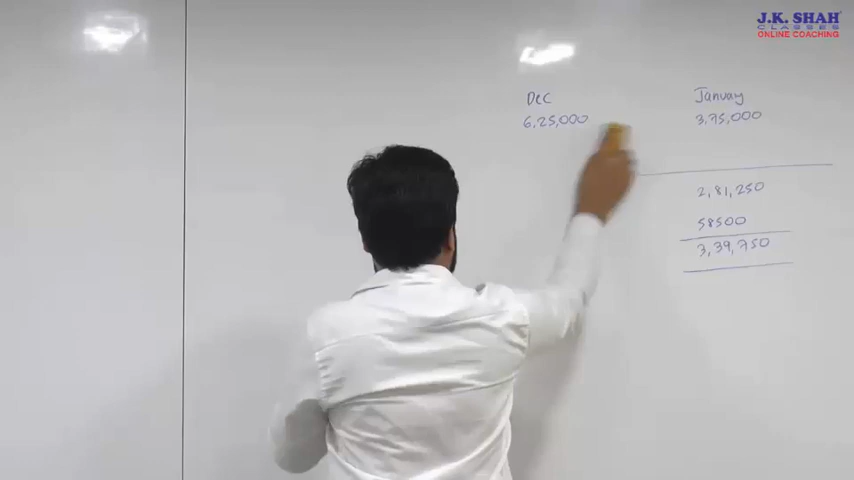 J.K. SHAH
CLASSES
ONLINE COACHING
Dec January
6,25,000 3,75,000
2,81,250
58500
3,39,750